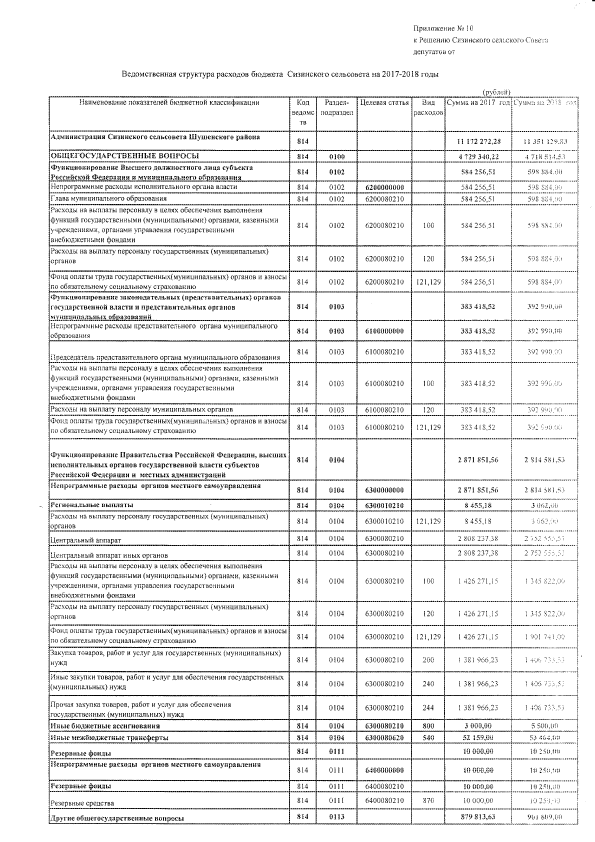 Приложение № 10
к Решению Сизинского сельского Совета
депутатов от
Ведомственная структура расходов бюджета Сизинского сельсовета на 2017-2018 годы
(рублей)
Наименование показателей бюджетной классификации Код ведомств Раздел-подраздел Целевая статья Вид расходов Сумма на 2017 год Сумма на 2018 год
Администрация Сизинского сельсовета Шушенского района 814 11 172 272,28 11 351 129,83
ОБЩЕГОСУДАРСТВЕННЫЕ ВОПРОСЫ 814 0100 4 729 340,22 4 718 514,53
Функционирование Высшего должностного лица субъекта
Российской Федерации и муниципального образования 814 0102 584 256,51 598 884,00
Непрограммные расходы исполнительного органа власти 814 0102 6200000000 584 256,51 598 884,00
Глава муниципального образования 814 0102 6200080210 584 256,51 598 884,00
Расходы на выплаты персоналу в целях обеспечения выполнения
функций государственными (муниципальными) органами, казенными
учреждениями, органами управления государственными
внебюджетными фондами 814 0102 6200080210 100 584 256,51 598 884,00
Расходы на выплату персоналу государственных (муниципальных)
органов 814 0102 6200080210 120 584 256,51 598 884,00
Фонд оплаты труда государственных(муниципальных) органов и взносы
по обязательному социальному страхованию 814 0102 6200080210 121,129 584 256,51 598 884,00
Функционирование законодательных (представительных) органов
государственной власти и представительных органов
муниципальных образований 814 0103 383 418,52 392 990,00
Непрограммные расходы представительного органа муниципального
образования 814 0103 6100000000 383 418,52 392 990,00
Председатель представительного органа муниципального образования 814 0103 6100080210 383 418,52 392 990,00
Расходы на выплаты персоналу в целях обеспечения выполнения
функций государственными (муниципальными) органами, казенными
учреждениями, органами управления государственными
внебюджетными фондами 814 0103 6100080210 100 383 418,52 392 990,00
Расходы на выплату персоналу муниципальных органов 814 0103 6100080210 120 383 418,52 392 990,00
Фонд оплаты труда государственных(муниципальных) органов и взносы
по обязательному социальному страхованию 814 0103 6100080210 121,129 383 418,52 392 990,00
Функционирование Правительства Российской Федерации, высших
исполнительных органов государственной власти субъектов
Российской Федерации и местных администраций 814 0104 2 871 851,56 2 814 581,53
Непрограммные расходы органов местного самоуправления 814 0104 6300000000 2 871 851,56 2 814 581,53
Региональные выплаты 814 0104 6300010210 8 455,18 3 062,00
Расходы на выплату персоналу государственных (муниципальных)
органов 814 0104 6300010210 121,129 8 455,18 3 062,00
Центральный аппарат 814 0104 6300080210 2 808 237,38 2 752 555,53
Центральный аппарат иных органов 814 0104 6300080210 2 808 237,38 2 752 555,53
Расходы на выплаты персоналу в целях обеспечения выполнения
функций государственными (муниципальными) органами, казенными
учреждениями, органами управления государственными
внебюджетными фондами 814 0104 6300080210 100 1 426 271,15 1 345 822,00
Расходы на выплату персоналу государственных (муниципальных)
органов 814 0104 6300080210 120 1 426 271,15 1 345 822,00
Фонд оплаты труда государственных(муниципальных) органов и взносы
по обязательному социальному страхованию 814 0104 6300080210 121,129 1 426 271,15
Закупка товаров, работ и услуг для государственных (муниципальных)
нужд 814 0104 6300080210 200 1 381 966,23 1 406 733,53
Иные закупки товаров, работ и услуг для обеспечения государственных
(муниципальных) нужд 814 0104 6300080210 240 1 381 966,23 1 406 733,53
Прочая закупка товаров, работ и услуг для обеспечения
государственных (муниципальных) нужд 814 0104 6300080210 244 1 381 966,23 1 406 733,53
Иные бюджетные ассигнования 814 0104 6300080210 800 3 000,00 5 500,00
Иные межбюджетные трансферты 814 0104 6300080620 540 52 159,00 53 464,00
Резервные фонды 814 0111 10 000,00 10 250,00
Непрограммные расходы органов местного самоуправления 814 0111 6400000000 10 000,00 10 250,00
Резервные фонды 814 0111 6400080210 10 000,00 10 250,00
Резервные средства 814 0111 6400080210 870 10 000,00 10 250,00
Другие общегосударственные вопросы 814 0113 879 813,63 901 809,00